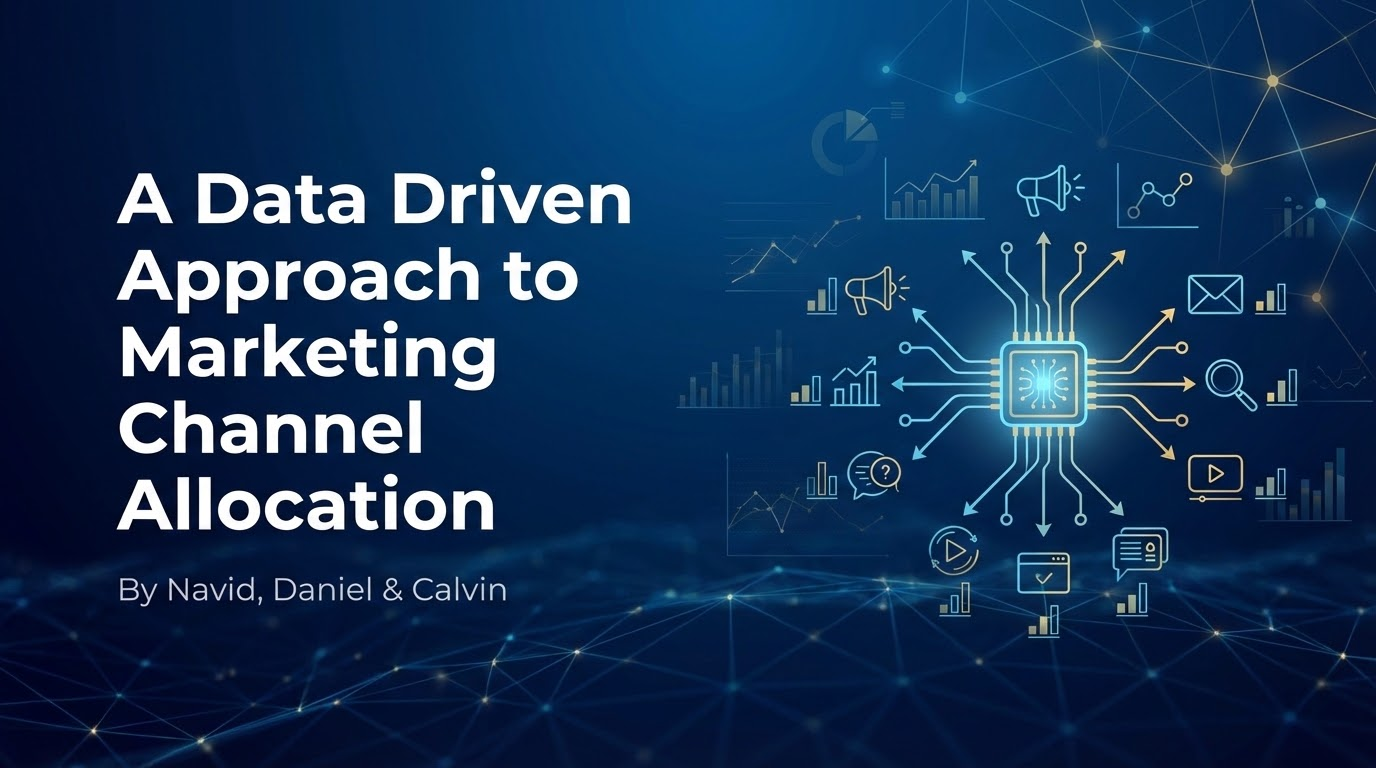 A Data Driven
Approach to
Marketing
Channel
Allocation
By Navid, Daniel & Calvin